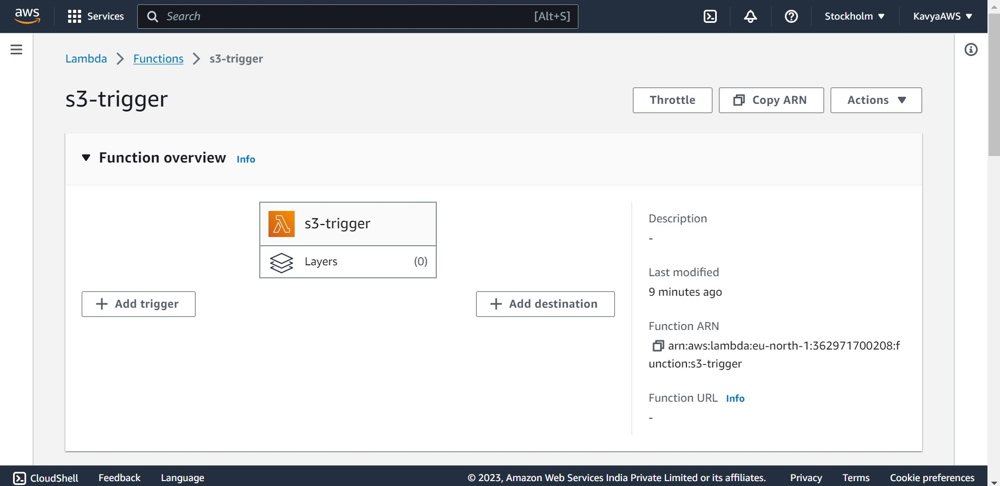 aws Services Search [Alt+S] Stockholm KavyaAWS
Lambda Functions s3-trigger
s3-trigger
Throttle Copy ARN Actions
Function overview Info
s3-trigger
Layers (0)
Add trigger
Add destination
Description
-
Last modified
9 minutes ago
Function ARN
arn:aws:lambda:eu-north-1:362971700208:f
unction:s3-trigger
Function URL Info
-
CloudShell Feedback Language © 2023, Amazon Web Services India Private Limited or its affiliates. Privacy Terms Cookie preferences